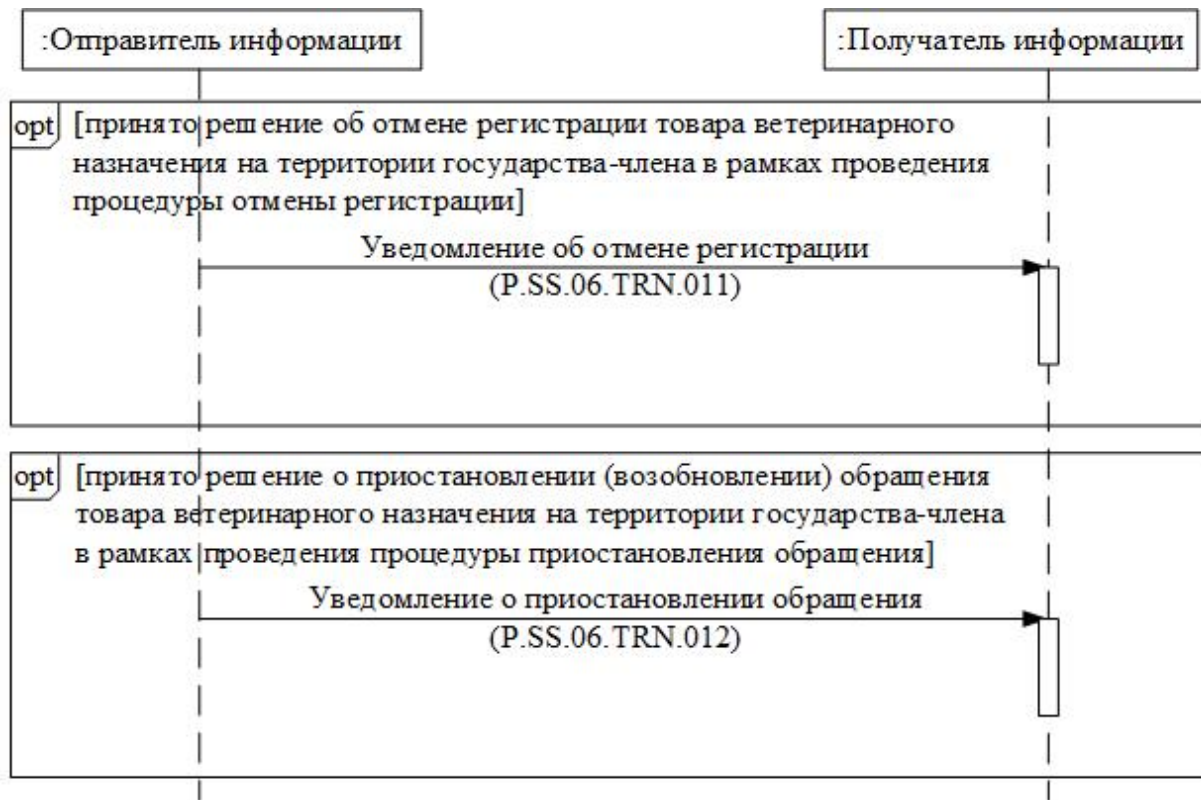 :Отправитель информации
:Получатель информации
opt
[принято решение об отмене регистрации товара ветеринарного
назначения на территории государства-члена в рамках проведения
процедуры отмены регистрации]
Уведомление об отмене регистрации
(P.SS.06.TRN.011)
opt
[принято решение о приостановлении (возобновлении) обращения
товара ветеринарного назначения на территории государства-члена
в рамках проведения процедуры приостановления обращения]
Уведомление о приостановлении обращения
(P.SS.06.TRN.012)